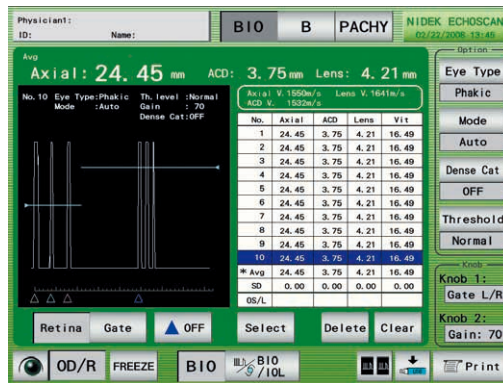 Physician1:
ID: Name:
BIO B PACHY
NIDEK ECHOSCAN
02/22/2008 13:45
Avg
Axial: 24. 45 mm ACD: 3. 75 mm Lens: 4. 21 mm
No. 10 Eye Type:Phakic Th. level :Normal
Mode :Auto Gain : 70
Dense Cat:OFF
Axial V. 1550m/s Lens V. 1641m/s
ACD V. 1532m/s
No. Axial ACD Lens Vit
1 24. 45 3. 75 4. 21 16. 49
2 24. 45 3. 75 4. 21 16. 49
3 24. 45 3. 75 4. 21 16. 49
4 24. 45 3. 75 4. 21 16. 49
5 24. 45 3. 75 4. 21 16. 49
6 24. 45 3. 75 4. 21 16. 49
7 24. 45 3. 75 4. 21 16. 49
8 24. 45 3. 75 4. 21 16. 49
9 24. 45 3. 75 4. 21 16. 49
10 24. 45 3. 75 4. 21 16. 49
* Avg 24. 45 3. 75 4. 21 16. 49
SD 0. 00 0. 00 0. 00 0. 00
OS/L
Option
Eye Type
Phakic
Mode
Auto
Dense Cat
OFF
Threshold
Normal
Knob
Knob 1:
Gate L/R
Knob 2:
Gain: 70
Retina Gate OFF Select Delete Clear
OD/R FREEZE BIO BIO
/IOL
Print